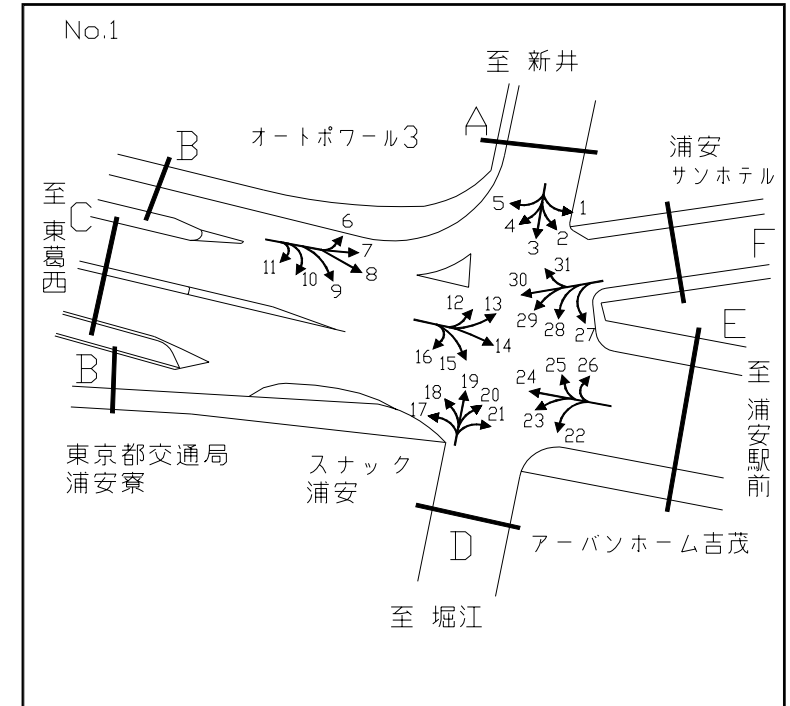 No.1
至 新井
オートポワール3
A
B
浦安
サンホテル
至 東葛西
C
F
5
1
4
2
3
6
7
8
9
10
11
31
30
29
28
27
12
13
14
15
16
E
至 浦安駅前
B
24
25
26
23
22
19
18
20
17
21
東京都交通局
浦安寮
スナック
浦安
D
アーバンホーム吉茂
至 堀江